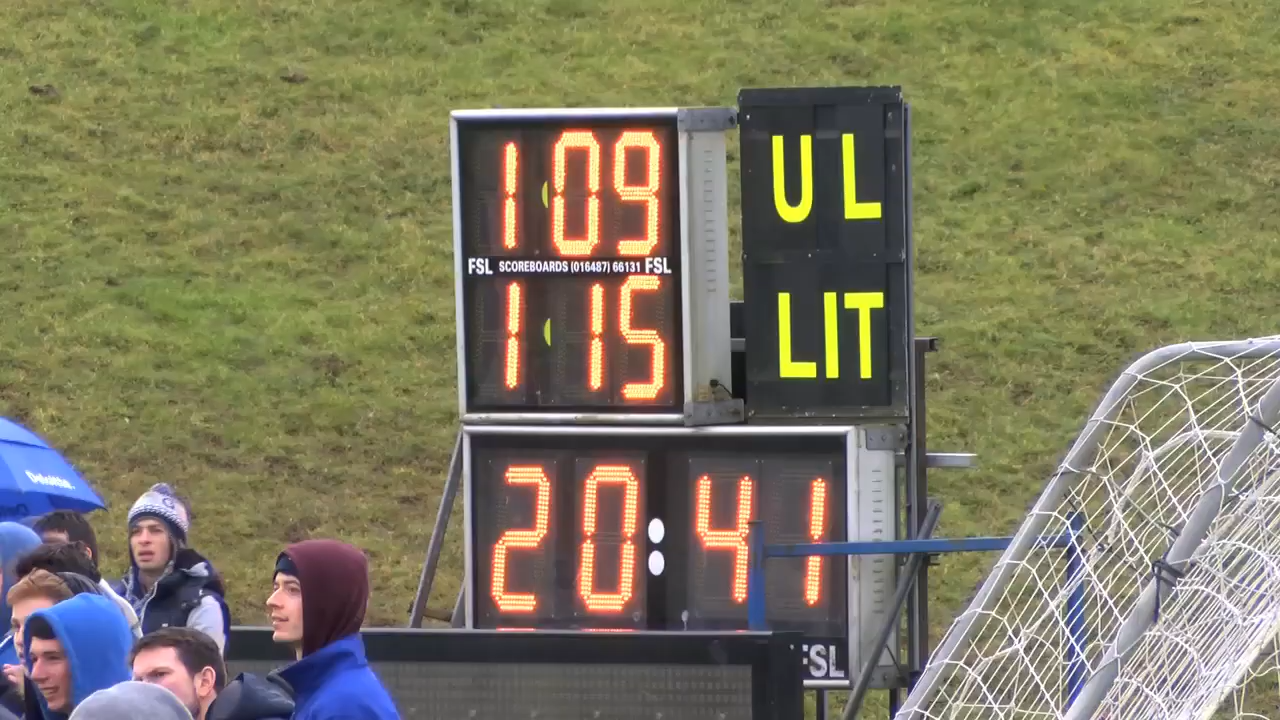 1 09 UL
FSL SCOREBOARDS (016487) 66131 FSL
1 15 LIT
20:41
FSL